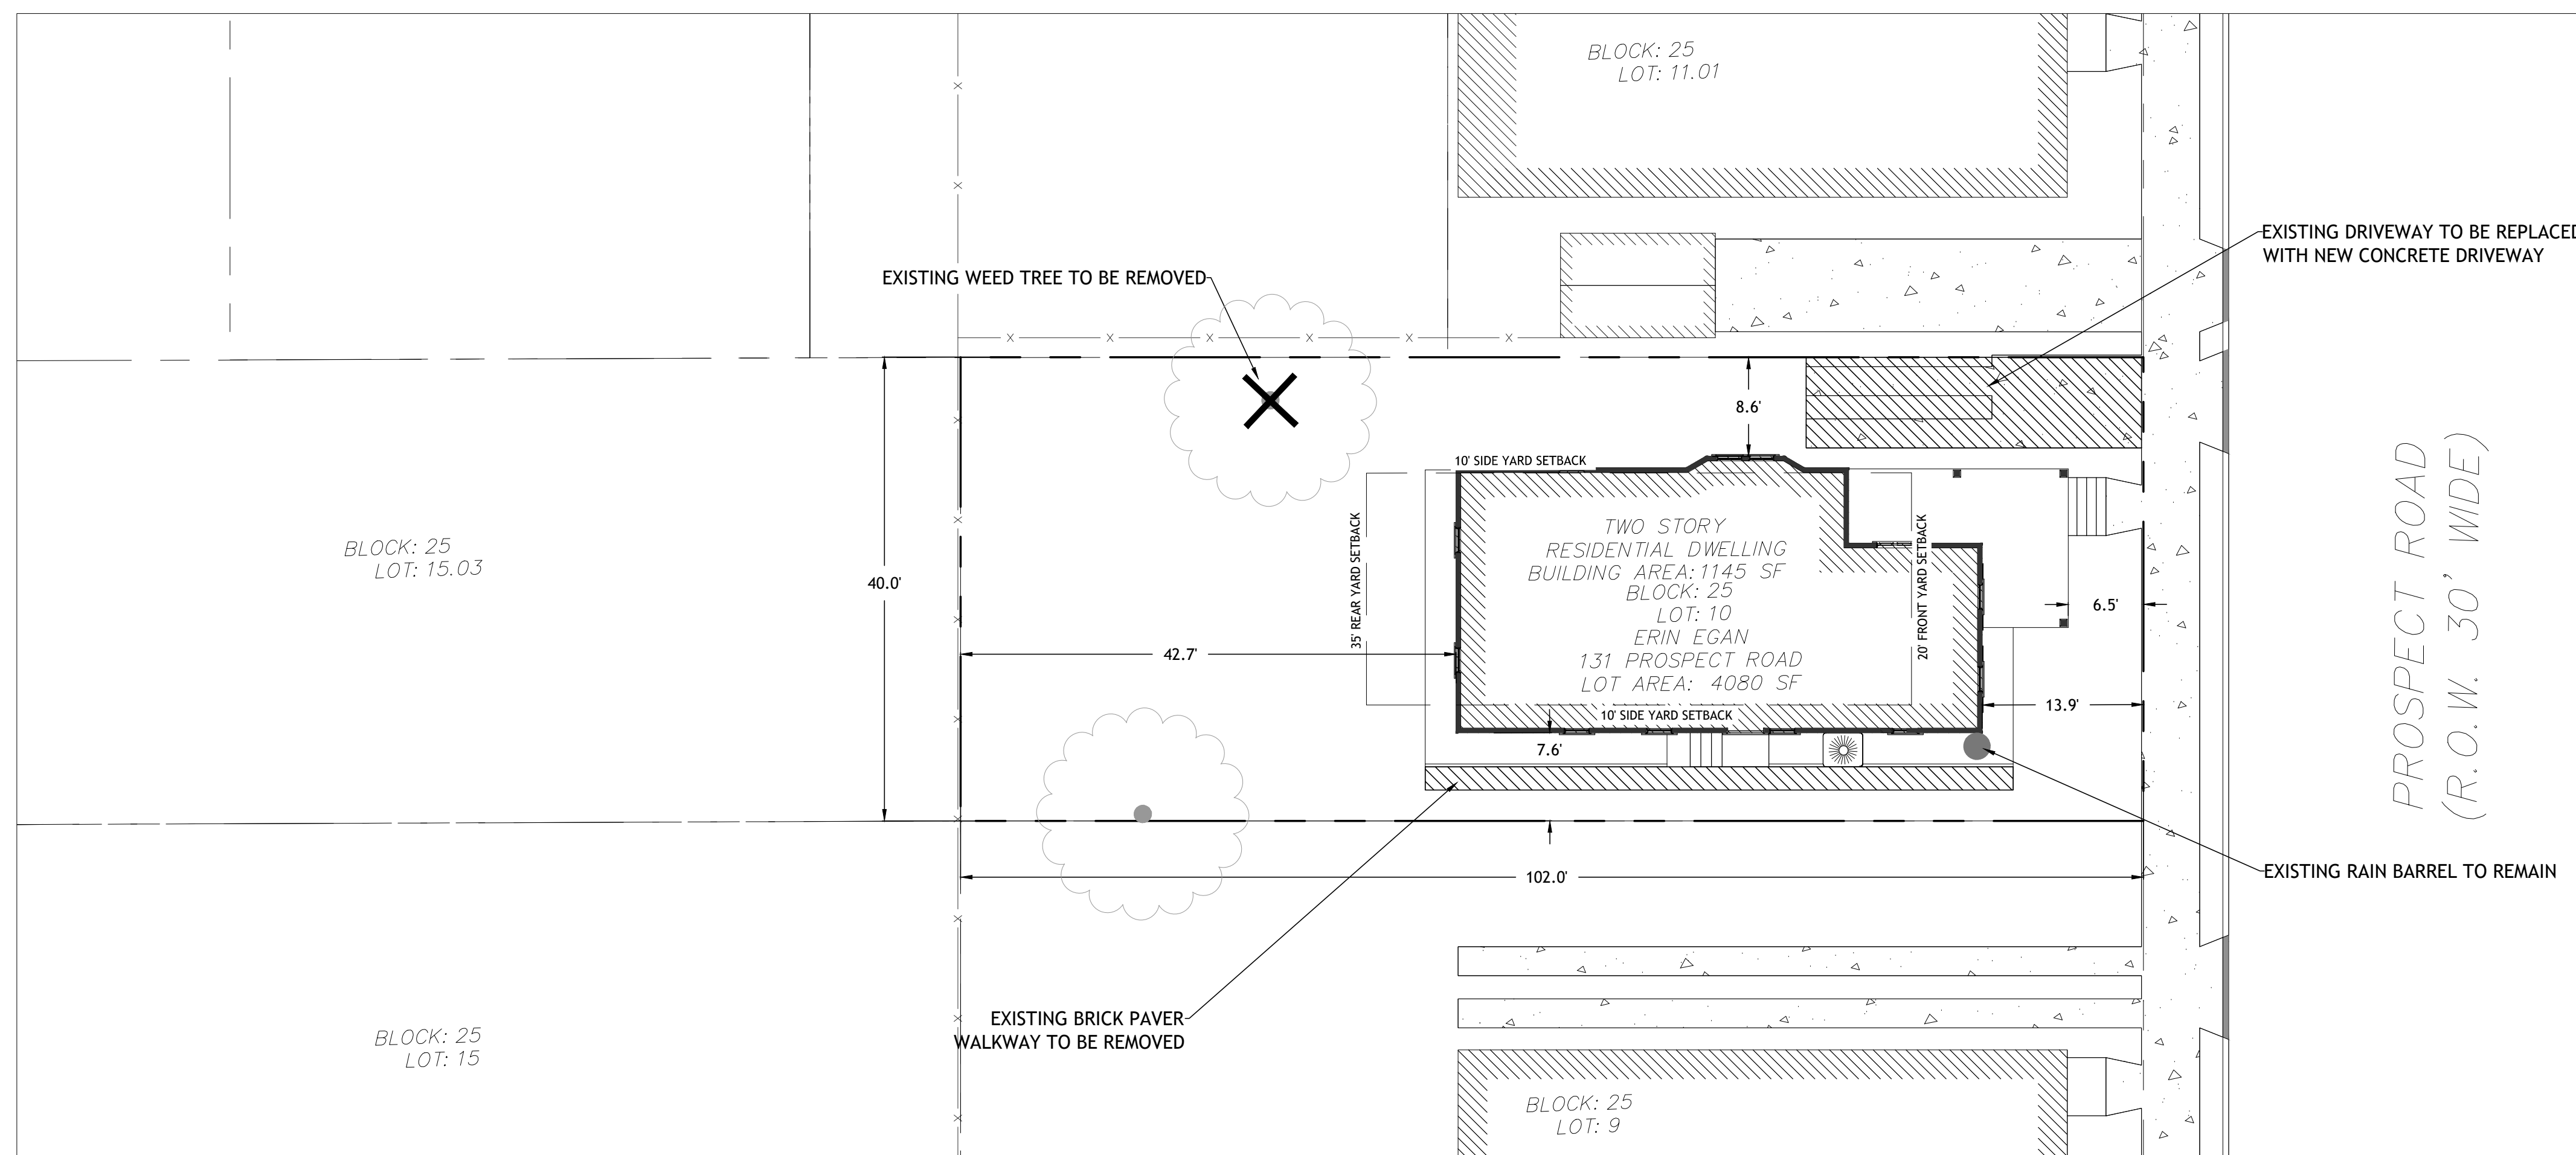 BLOCK: 25
LOT: 11.01
EXISTING DRIVEWAY TO BE REPLACED
WITH NEW CONCRETE DRIVEWAY
EXISTING WEED TREE TO BE REMOVED
8.6'
10' SIDE YARD SETBACK
BLOCK: 25
LOT: 15.03
40.0'
42.7'
35' REAR YARD SETBACK
TWO STORY
RESIDENTIAL DWELLING
BUILDING AREA: 1145 SF
BLOCK: 25
LOT: 10
ERIN EGAN
131 PROSPECT ROAD
LOT AREA: 4080 SF
20' FRONT YARD SETBACK
6.5'
13.9'
10' SIDE YARD SETBACK
7.6'
PROSPECT ROAD
(R.O.W. 30' WIDE)
102.0'
EXISTING RAIN BARREL TO REMAIN
EXISTING BRICK PAVER
WALKWAY TO BE REMOVED
BLOCK: 25
LOT: 15
BLOCK: 25
LOT: 9